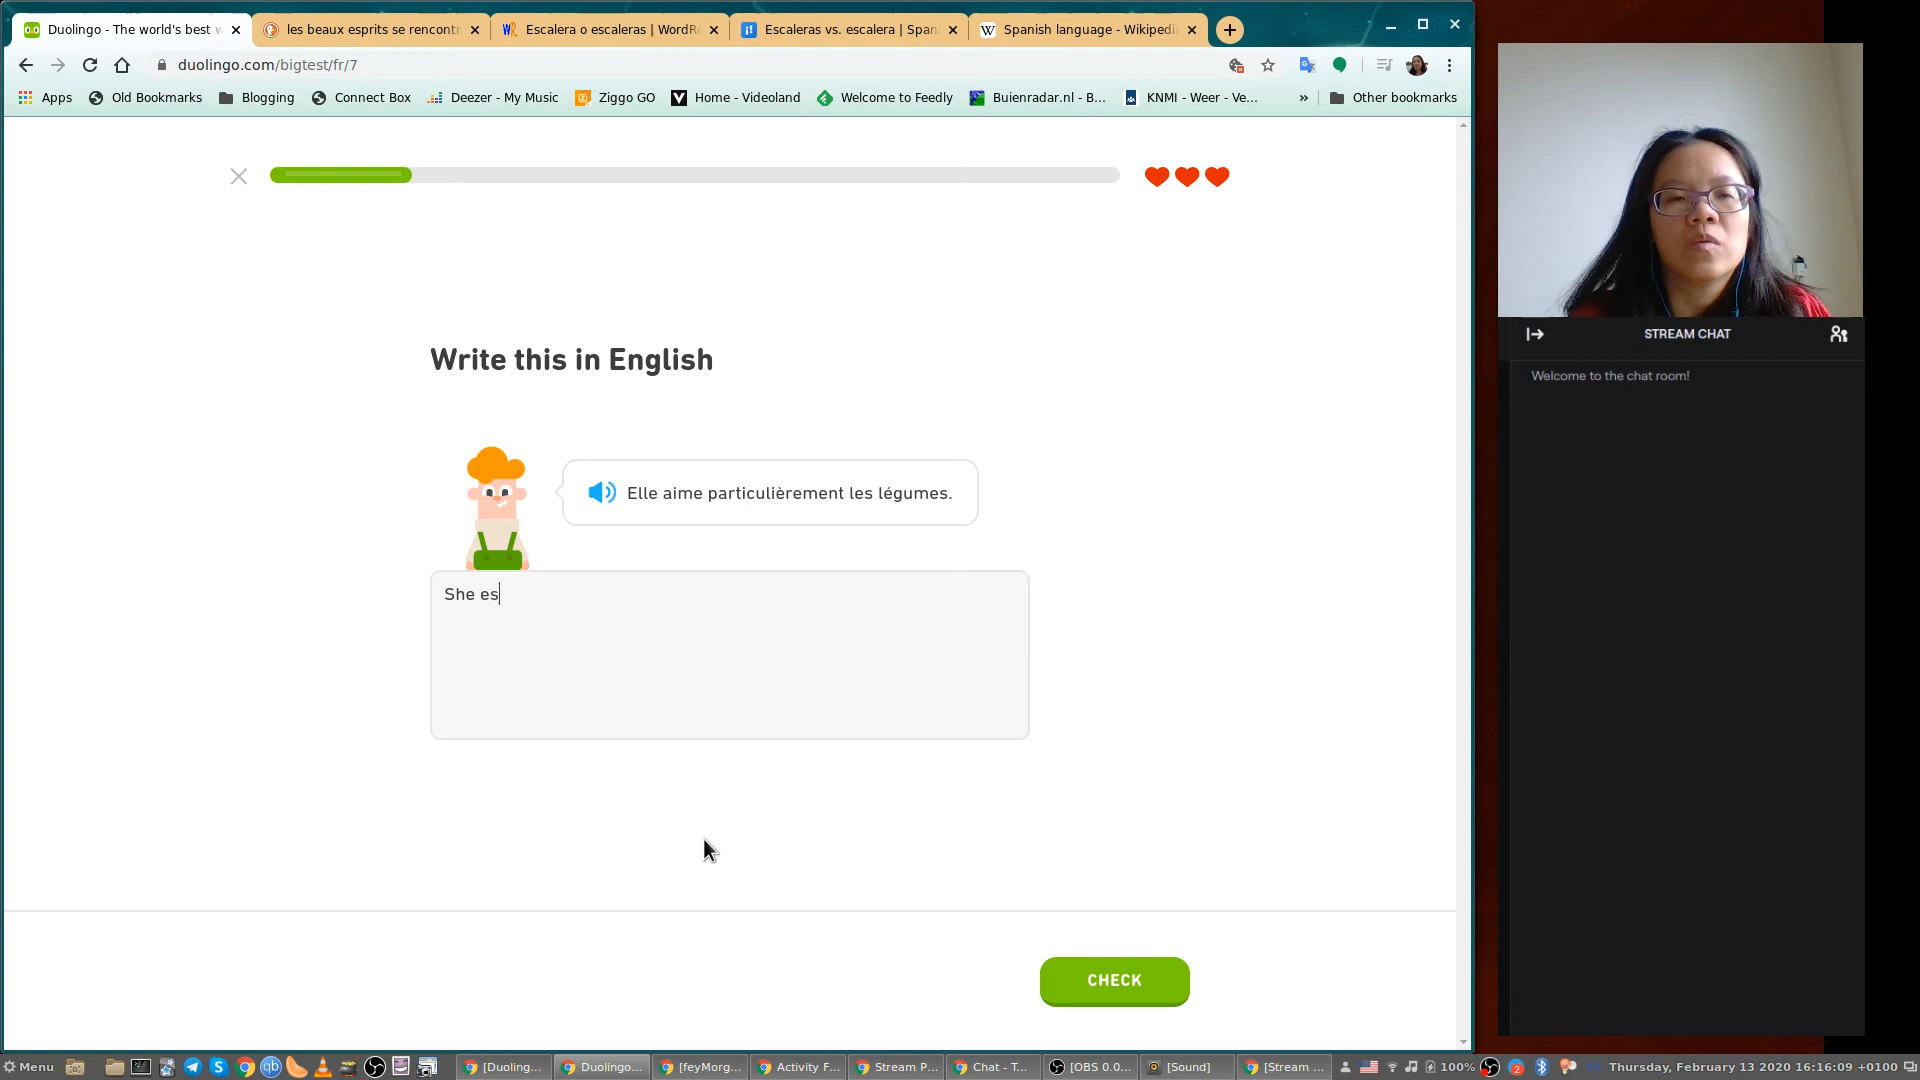 Duolingo - The world's best w
les beaux esprits se rencontr
Escalera o escaleras | WordR
Escaleras vs. escalera | Span
Spanish language - Wikipedia
duolingo.com/bigtest/fr/7
Apps
Old Bookmarks
Blogging
Connect Box
Deezer - My Music
Ziggo GO
Home - Videoland
Welcome to Feedly
Buienradar.nl - B...
KNMI - Weer - Ve...
»
Other bookmarks
Write this in English
Elle aime particulièrement les légumes.
She es
CHECK
STREAM CHAT
Welcome to the chat room!
Menu
[Duoling...
Duolingo...
[feyMorg...
Activity F...
Stream P...
Chat - T...
[OBS 0.0...
[Sound]
[Stream ...
100%
2
Thursday, February 13 2020 16:16:09 +0100